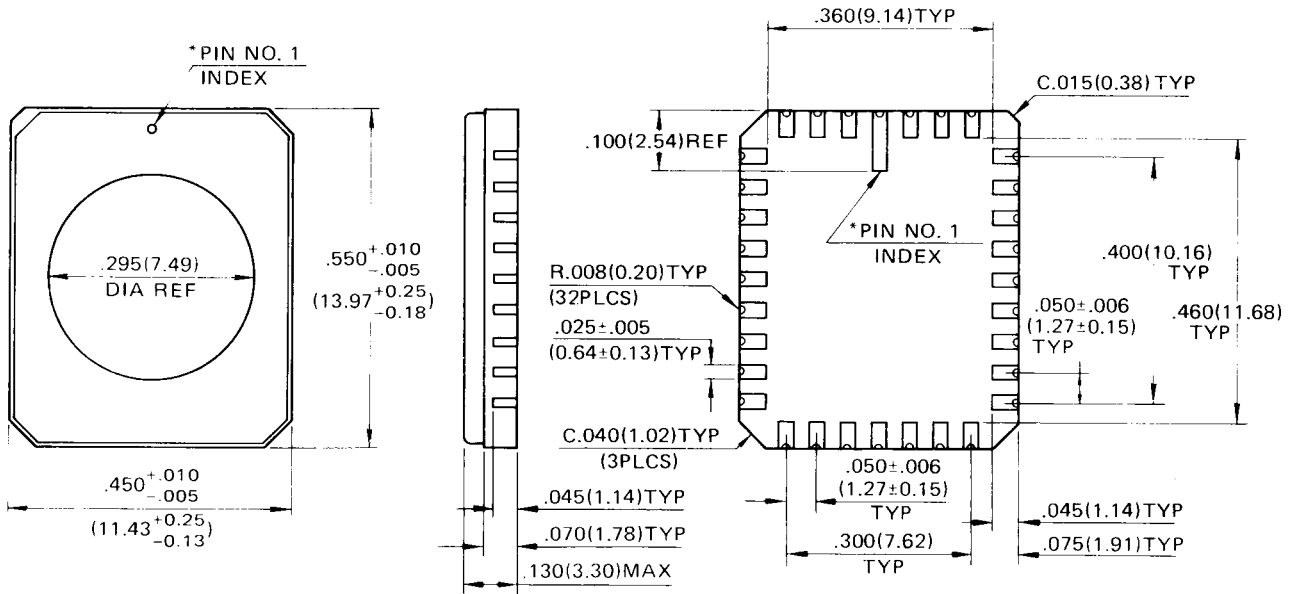 *PIN NO. 1
INDEX
.295(7.49)
DIA REF
.550 +.010
-.005
(13.97 +0.25
-0.18)
.450 +.010
-.005
(11.43 +0.25
-0.13)
.045(1.14)TYP
.070(1.78)TYP
.130(3.30)MAX
.360(9.14)TYP
C.015(0.38) TYP
.100(2.54)REF
*PIN NO. 1
INDEX
R.008(0.20)TYP
(32PLCS)
.025±.005
(0.64±0.13)TYP
C.040(1.02)TYP
(3PLCS)
.400(10.16)
TYP
.050±.006
(1.27±0.15)
TYP
.460(11.68)
TYP
.050±.006
(1.27±0.15)
TYP
.300(7.62)
TYP
.045(1.14)TYP
.075(1.91)TYP